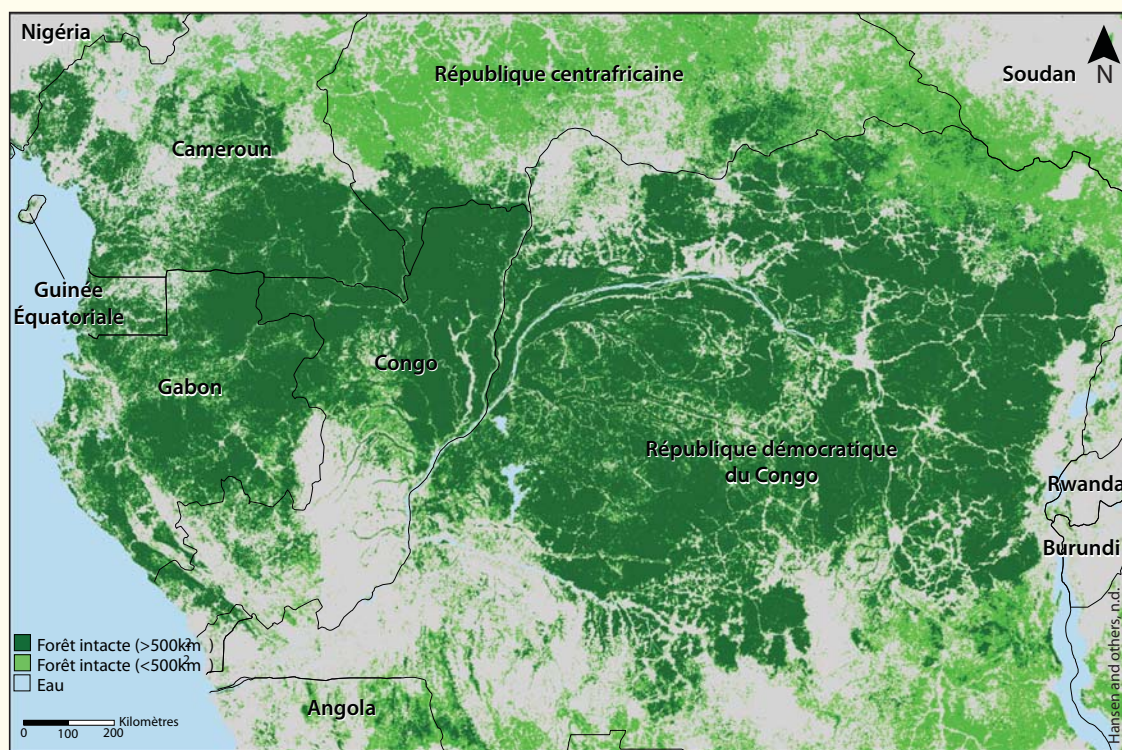 Nigéria
République centrafricaine
Soudan
N
Cameroun
Guinée
Équatoriale
Congo
Gabon
République démocratique
du Congo
Rwanda
Burundi
Forêt intacte (>500km²)
Forêt intacte (<500km²)
Eau
Angola
Kilomètres
0 100 200
Hansen and others, n.d.